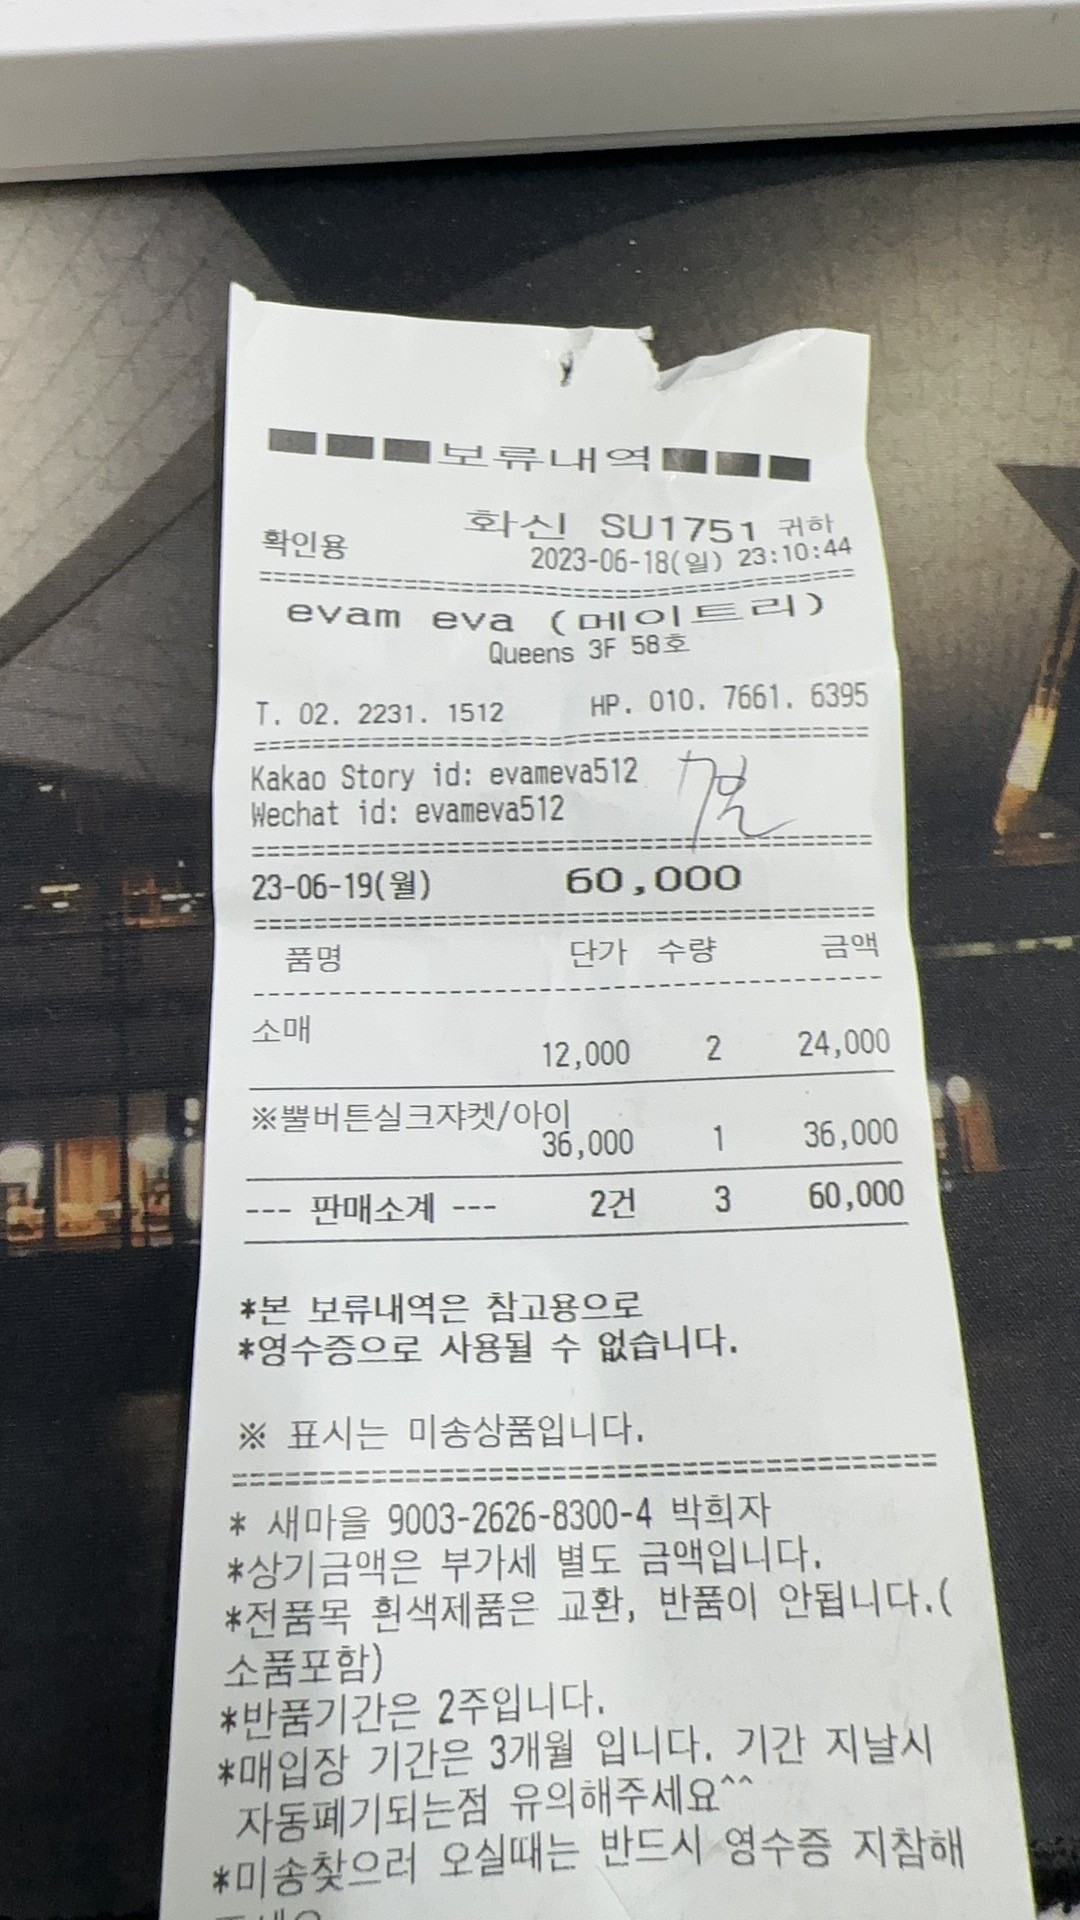 ■■■보류내역■■■
화신 SU1751 귀하
확인용 2023-06-18(일) 23:10:44
evam eva (메이트리)
Queens 3F 58호
T. 02. 2231. 1512 HP. 010. 7661. 6395
Kakao Story id: evameva512
Wechat id: evameva512
23-06-19(월) 60,000
품명 단가 수량 금액
소매
12,000 2 24,000
※뿔버튼실크쟈켓/아이
36,000 1 36,000
--- 판매소계 --- 2건 3 60,000
*본 보류내역은 참고용으로
*영수증으로 사용될 수 없습니다.
※ 표시는 미송상품입니다.
* 새마을 9003-2626-8300-4 박희자
*상기금액은 부가세 별도 금액입니다.
*전품목 흰색제품은 교환, 반품이 안됩니다.(
소품포함)
*반품기간은 2주입니다.
*매입장 기간은 3개월 입니다. 기간 지날시
자동폐기되는점 유의해주세요^^
*미송찾으러 오실때는 반드시 영수증 지참해